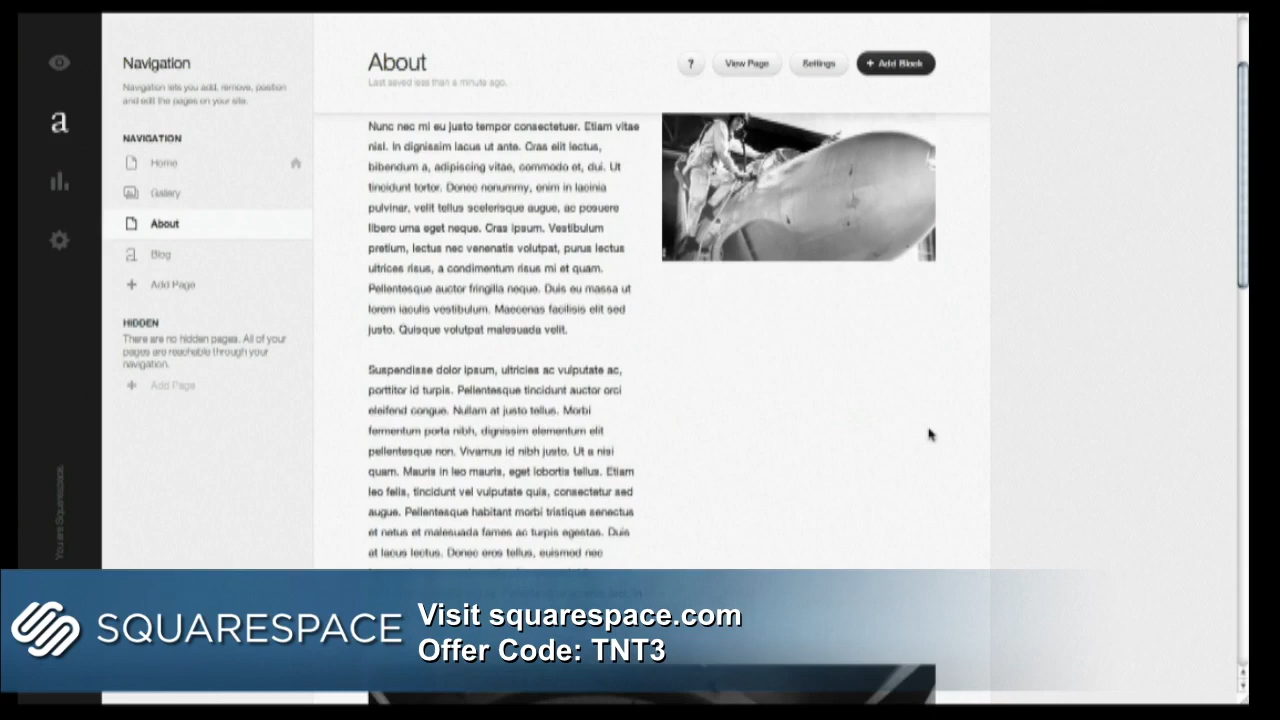 Navigation
Navigation lets you add, remove, position
and edit the pages on your site.
NAVIGATION
Home
Gallery
About
Blog
+ Add Page
HIDDEN
There are no hidden pages. All of your
pages are reachable through your
navigation.
+ Add Page
a
You are Squarespace.
About
Last saved less than a minute ago.
?
View Page
Settings
+ Add Block
Nunc nec mi eu justo tempor consectetuer. Etiam vitae
nisl. In dignissim lacus ut ante. Cras elit lectus,
bibendum a, adipiscing vitae, commodo et, dui. Ut
tincidunt tortor. Donec nonummy, enim in lacinia
pulvinar, velit tellus scelerisque augue, ac posuere
libero urna eget neque. Cras ipsum. Vestibulum
pretium, lectus nec venenatis volutpat, purus lectus
ultrices risus, a condimentum risus mi et quam.
Pellentesque auctor fringilla neque. Duis eu massa ut
lorem iaculis vestibulum. Maecenas facilisis elit sed
justo. Quisque volutpat malesuada velit.
Suspendisse dolor ipsum, ultricies ac vulputate ac,
porttitor id turpis. Pellentesque tincidunt auctor orci
eleifend congue. Nullam at justo tellus. Morbi
fermentum porta nibh, dignissim elementum elit
pellentesque non. Vivamus id nibh justo. Ut a nisi
quam. Mauris in leo mauris, eget lobortis tellus. Etiam
leo felis, tincidunt vel vulputate quis, consectetur sed
augue. Pellentesque habitant morbi tristique senectus
et netus et malesuada fames ac turpis egestas. Duis
at lacus lectus. Donec eros tellus, euismod nec
SQUARESPACE
Visit squarespace.com
Offer Code: TNT3